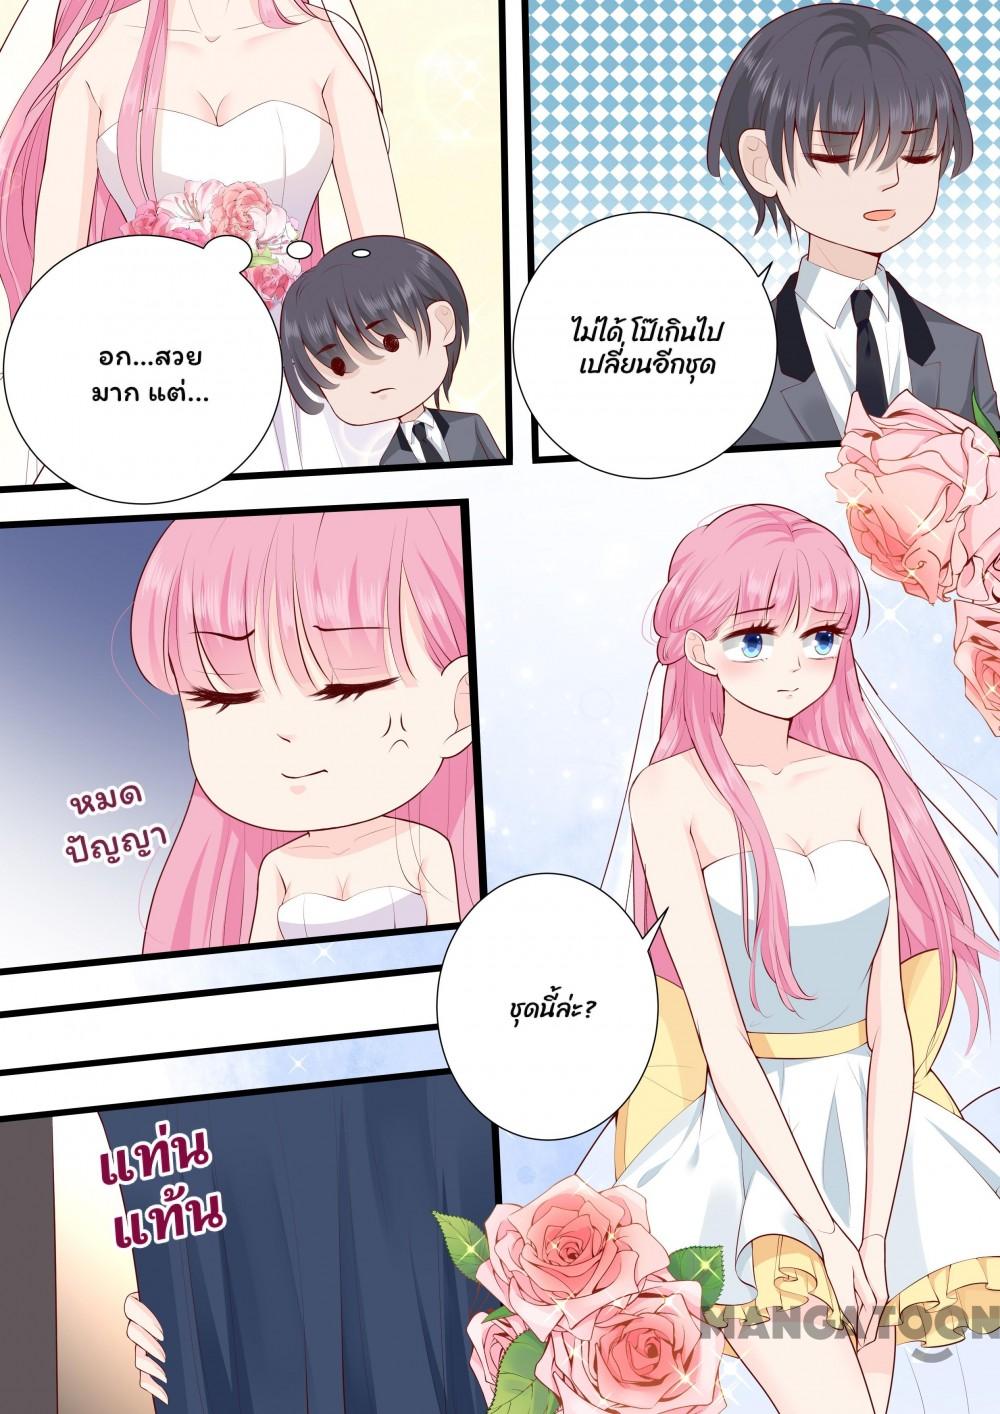 อก...สวย
มาก แต่...
ไม่ได้ โป๊เกินไป
เปลี่ยนอีกชุด
หมด
ปัญญา
แท่น
แท้น
ชุดนี้ล่ะ?
MANGATOON